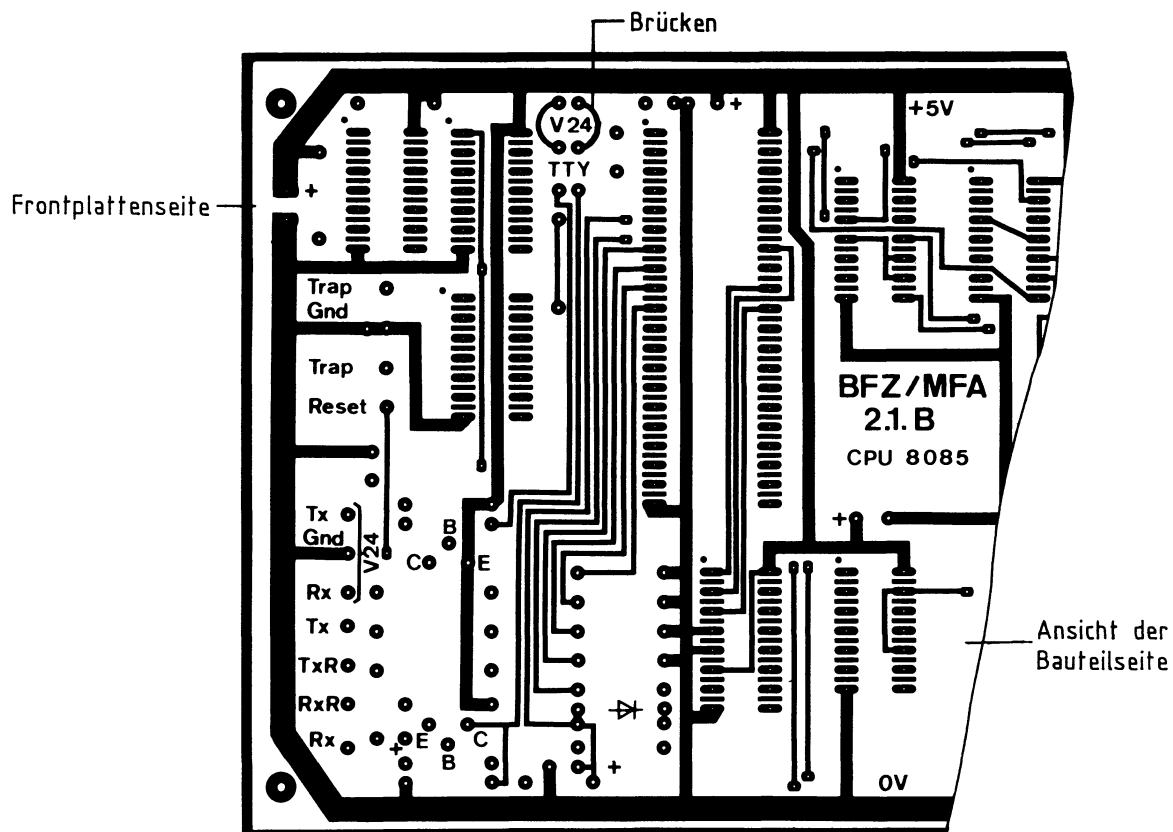 Brücken
+
V24
+5V
TTY
+
Frontplattenseite
Trap
Gnd
Trap
Reset
BFZ/MFA
2.1.B
CPU 8085
Tx
Gnd
Rx
V24
B
C
E
+
Tx
TxR
RxR
Rx
Ansicht der
Bauteilseite
E
C
B
+
+
0V